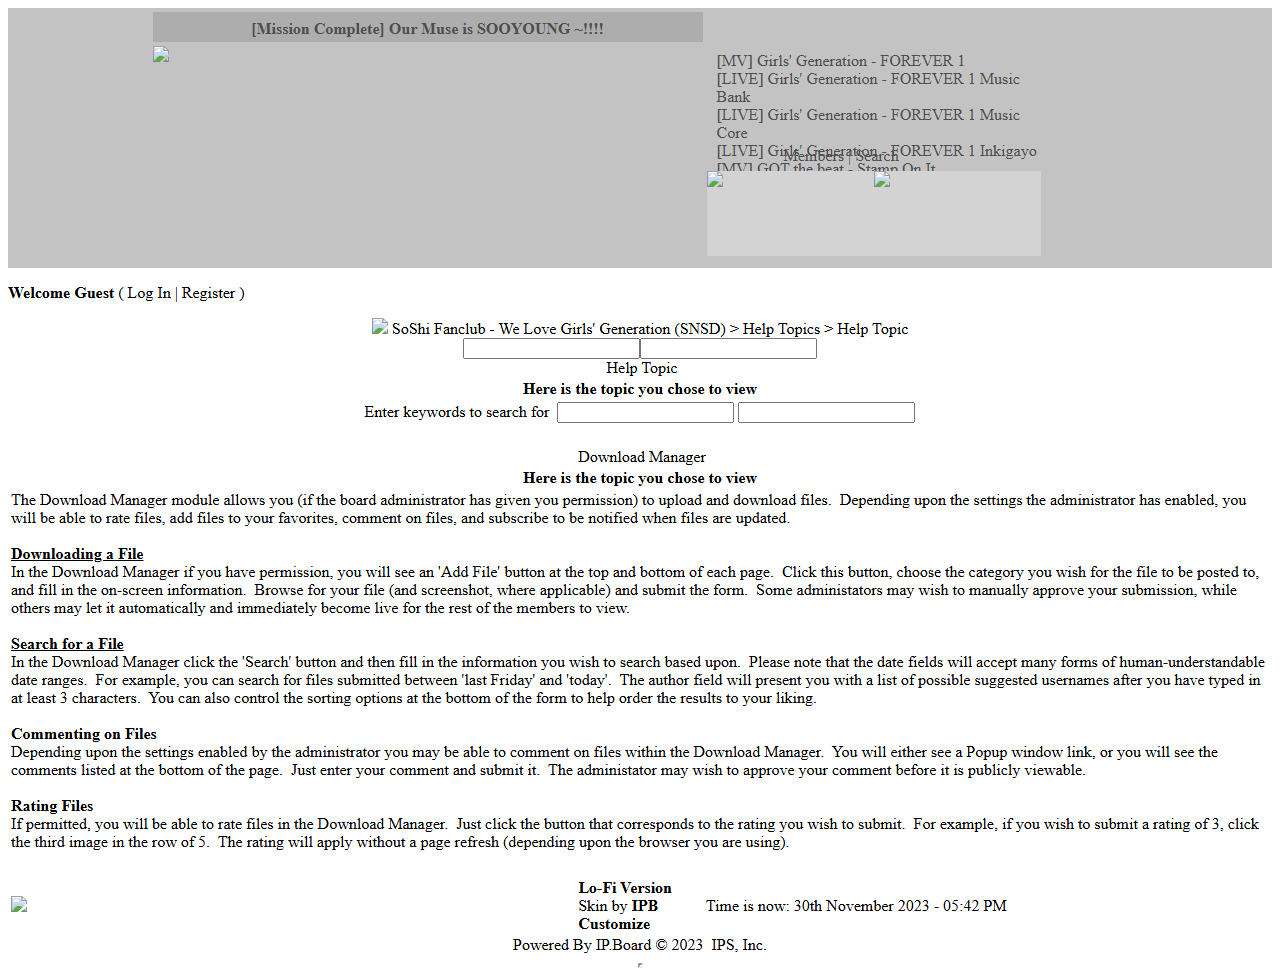 [Mission Complete] Our Muse is SOOYOUNG ~!!!!
[MV] Girls' Generation - FOREVER 1
[LIVE] Girls' Generation - FOREVER 1 Music
Bank
[LIVE] Girls' Generation - FOREVER 1 Music
Core
[LIVE] Girls' Generation - FOREVER 1 Inkigayo
Members | Search
[MV] GOT the beat - Stamp On It
Welcome Guest ( Log In | Register )
SoShi Fanclub - We Love Girls' Generation (SNSD) > Help Topics > Help Topic
Help Topic
Here is the topic you chose to view
Enter keywords to search for
Download Manager
Here is the topic you chose to view
The Download Manager module allows you (if the board administrator has given you permission) to upload and download files.  Depending upon the settings the administrator has enabled, you
will be able to rate files, add files to your favorites, comment on files, and subscribe to be notified when files are updated.
Downloading a File
In the Download Manager if you have permission, you will see an 'Add File' button at the top and bottom of each page.  Click this button, choose the category you wish for the file to be posted to,
and fill in the on-screen information.  Browse for your file (and screenshot, where applicable) and submit the form.  Some administators may wish to manually approve your submission, while
others may let it automatically and immediately become live for the rest of the members to view.
Search for a File
In the Download Manager click the 'Search' button and then fill in the information you wish to search based upon.  Please note that the date fields will accept many forms of human-understandable
date ranges.  For example, you can search for files submitted between 'last Friday' and 'today'.  The author field will present you with a list of possible suggested usernames after you have typed in
at least 3 characters.  You can also control the sorting options at the bottom of the form to help order the results to your liking.
Commenting on Files
Depending upon the settings enabled by the administrator you may be able to comment on files within the Download Manager.  You will either see a Popup window link, or you will see the
comments listed at the bottom of the page.  Just enter your comment and submit it.  The administator may wish to approve your comment before it is publicly viewable.
Rating Files
If permitted, you will be able to rate files in the Download Manager.  Just click the button that corresponds to the rating you wish to submit.  For example, if you wish to submit a rating of 3, click
the third image in the row of 5.  The rating will apply without a page refresh (depending upon the browser you are using).
Lo-Fi Version
Skin by IPB
Customize
Time is now: 30th November 2023 - 05:42 PM
Powered By IP.Board © 2023  IPS, Inc.